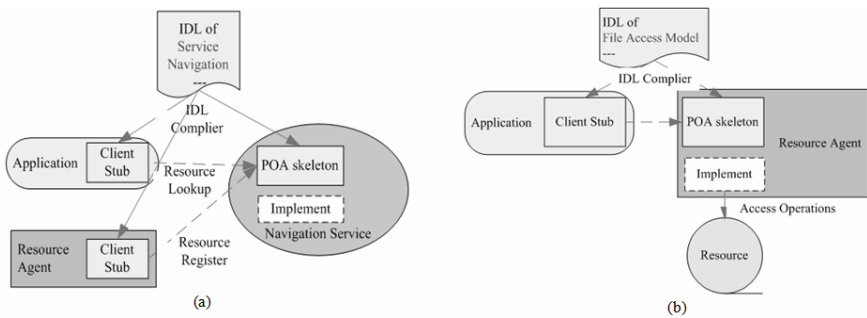 IDL of
Service
Navigation
---
IDL
Complier
Application
Client
Stub
POA skeleton
Resource
Lookup
Implement
Navigation Service
Resource
Agent
Client
Stub
Resource
Register
(a)
IDL of
File Access Model
---
IDL Complier
Application
Client Stub
POA skeleton
Resource Agent
Implement
Access Operations
Resource
(b)